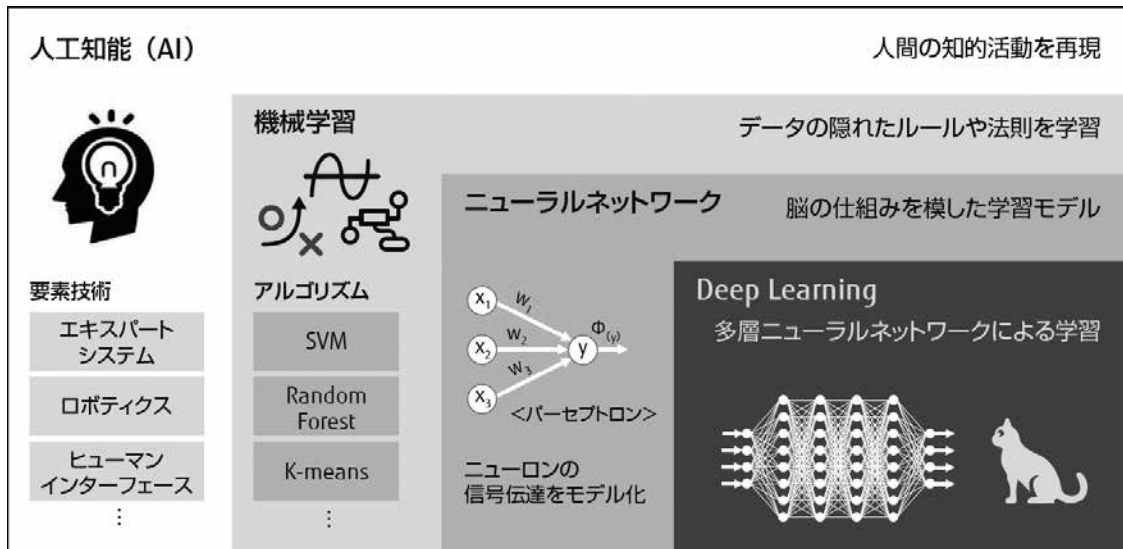 人工知能（AI）
人間の知的活動を再現
要素技術
エキスパート
システム
ロボティクス
ヒューマン
インターフェース
⋮
機械学習
データの隠れたルールや法則を学習
アルゴリズム
SVM
Random
Forest
K-means
⋮
ニューラルネットワーク
脳の仕組みを模した学習モデル
X1
X2
X3
W1
W2
W3
y
Φ(y)
<パーセプトロン>
ニューロンの
信号伝達をモデル化
Deep Learning
多層ニューラルネットワークによる学習